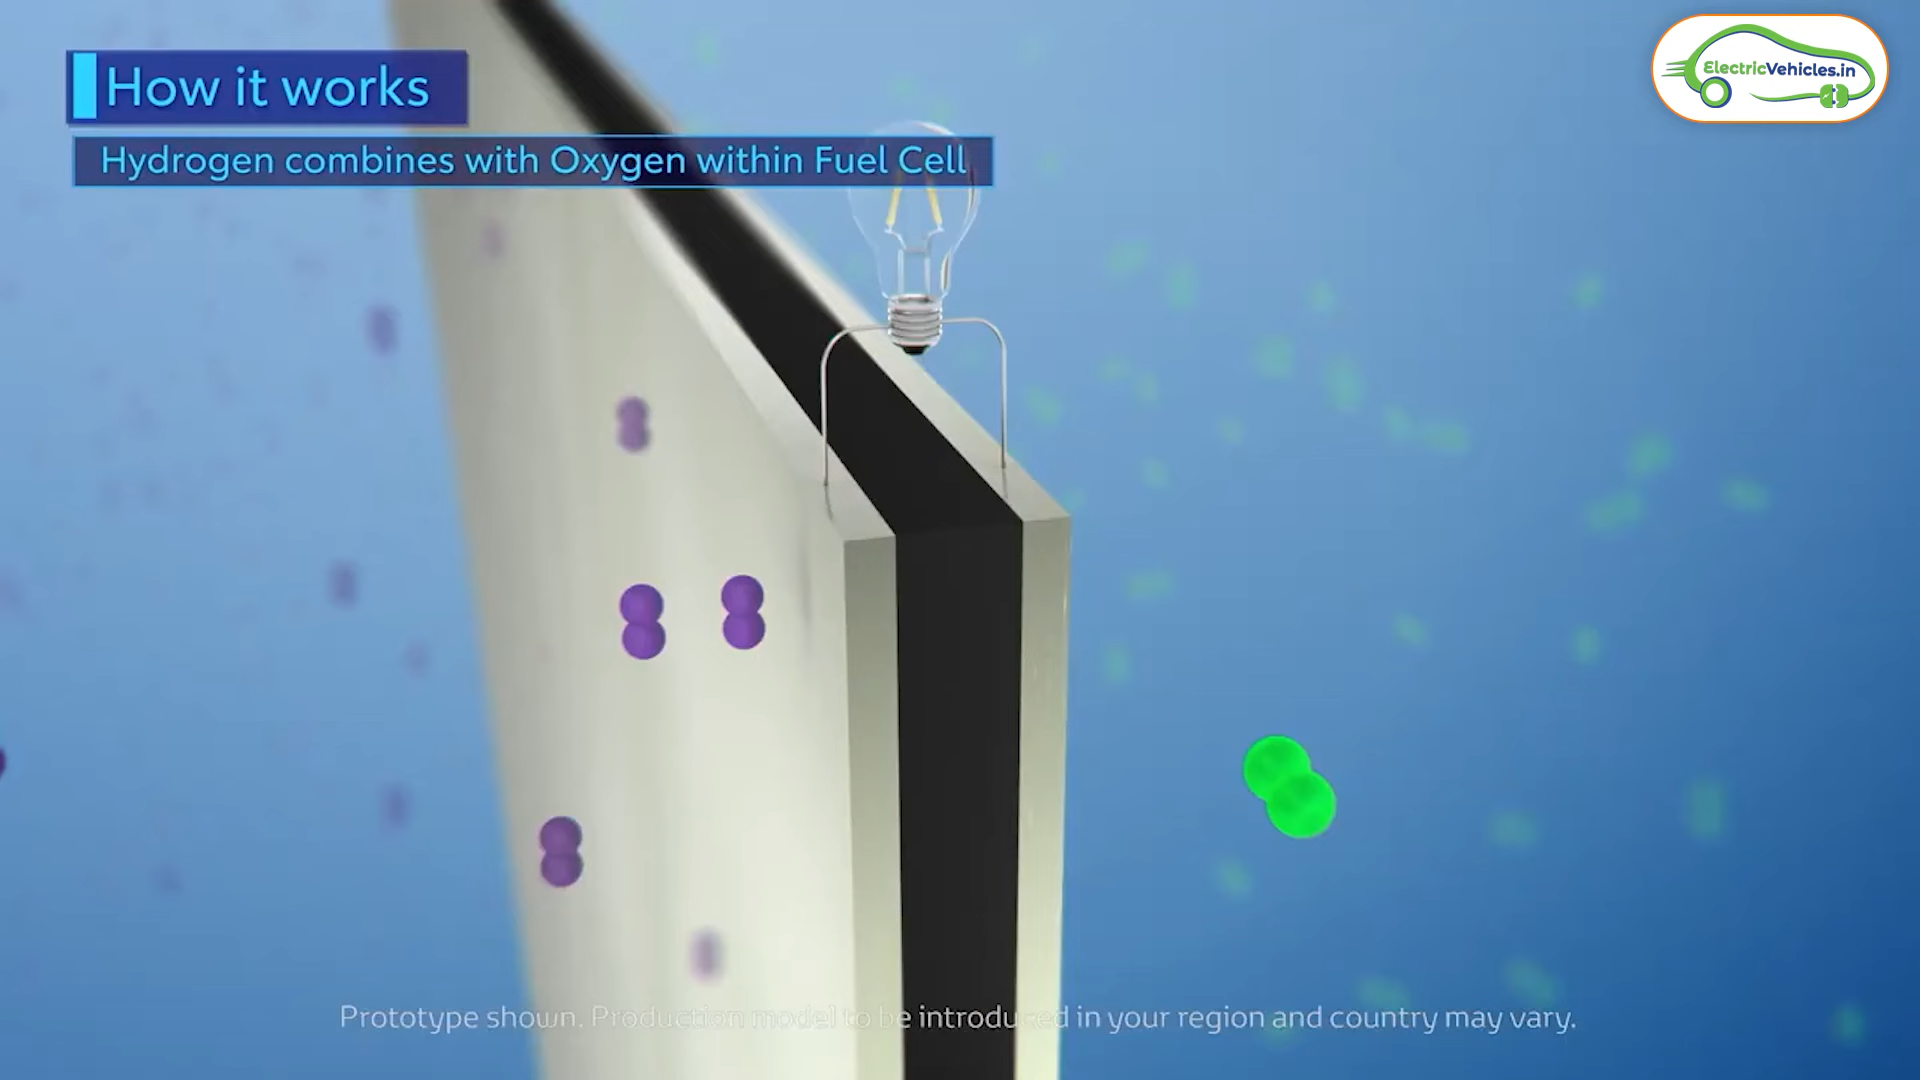 How it works
ElectricVehicles.in
Hydrogen combines with Oxygen within Fuel Cell
Prototype shown. Production model to be introduced in your region and country may vary.